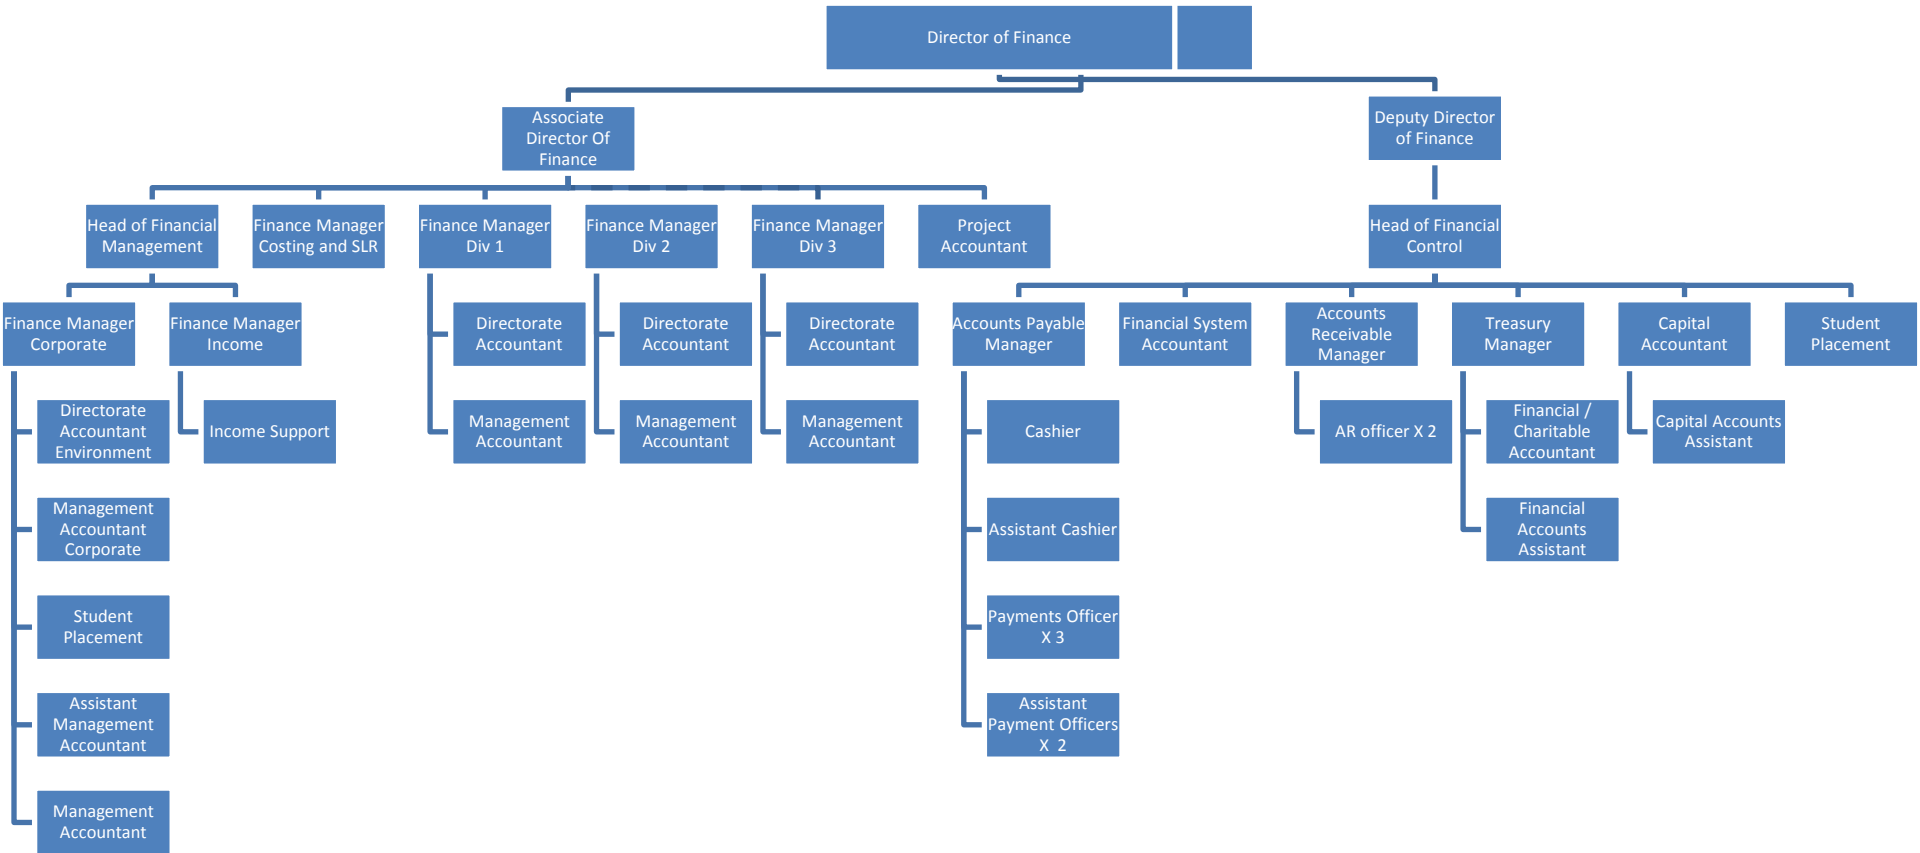 Director of Finance
Associate
Director Of
Finance
Deputy Director
of Finance
Head of Financial
Management
Finance Manager
Costing and SLR
Finance Manager
Div 1
Finance Manager
Div 2
Finance Manager
Div 3
Project
Accountant
Head of Financial
Control
Finance Manager
Corporate
Finance Manager
Income
Directorate
Accountant
Directorate
Accountant
Directorate
Accountant
Accounts Payable
Manager
Financial System
Accountant
Accounts
Receivable
Manager
Treasury
Manager
Capital
Accountant
Student
Placement
Directorate
Accountant
Environment
Income Support
Management
Accountant
Management
Accountant
Management
Accountant
Cashier
AR officer X 2
Financial /
Charitable
Accountant
Capital Accounts
Assistant
Management
Accountant
Corporate
Assistant Cashier
Financial
Accounts
Assistant
Student
Placement
Payments Officer
X 3
Assistant
Management
Accountant
Assistant
Payment Officers
X 2
Management
Accountant